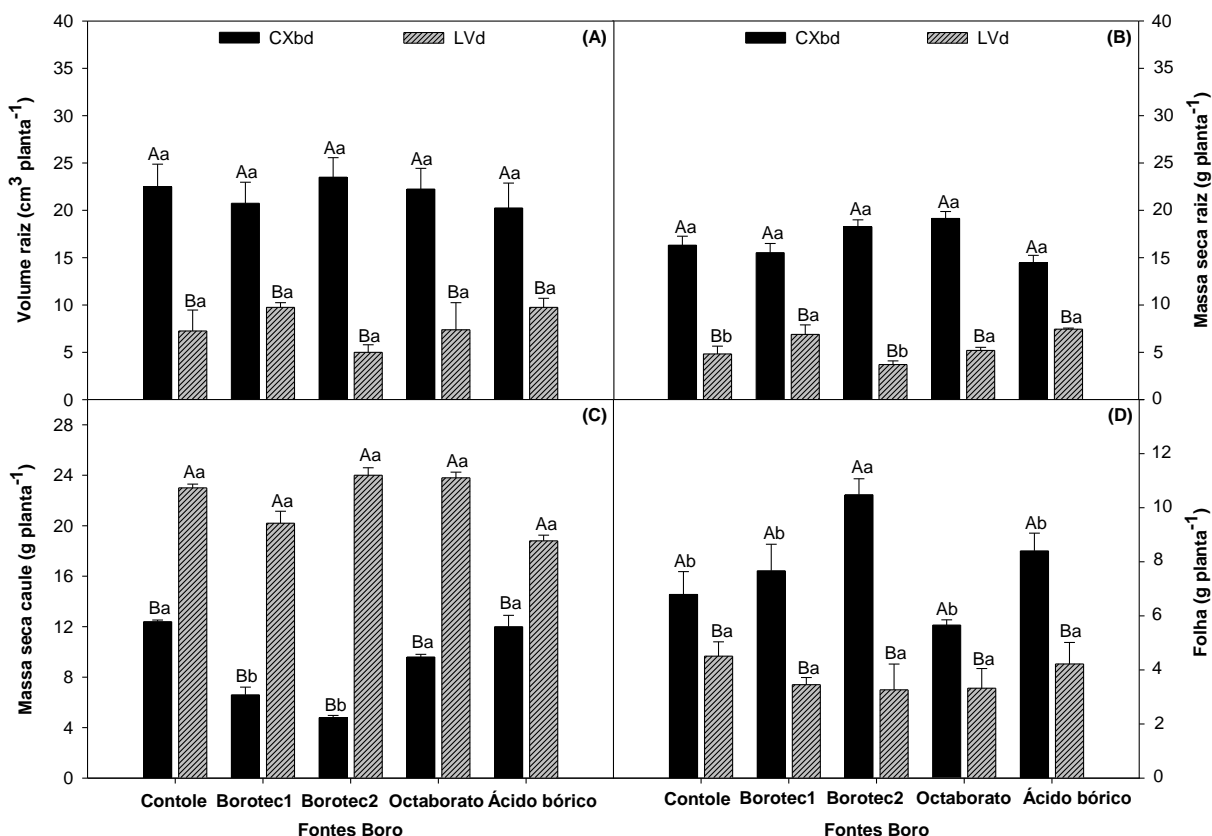 CXbd LVd (A)
Volume raiz (cm³ planta⁻¹)
40
35
30
25
20
15
10
5
0
Aa Aa Aa Aa Aa
Ba Ba Ba Ba Ba
CXbd LVd (B)
Massa seca raiz (g planta⁻¹)
40
35
30
25
20
15
10
5
0
Aa Aa Aa Aa Aa
Bb Ba Bb Ba Ba
(C)
Massa seca caule (g planta⁻¹)
28
24
20
16
12
8
4
0
Aa Aa Aa Aa Aa
Ba Bb Bb Ba Ba
Contole Borotec1 Borotec2 Octaborato Ácido bórico
Fontes Boro
(D)
Folha (g planta⁻¹)
12
10
8
6
4
2
0
Ab Ab Aa Ab Ab
Ba Ba Ba Ba Ba
Contole Borotec1 Borotec2 Octaborato Ácido bórico
Fontes Boro